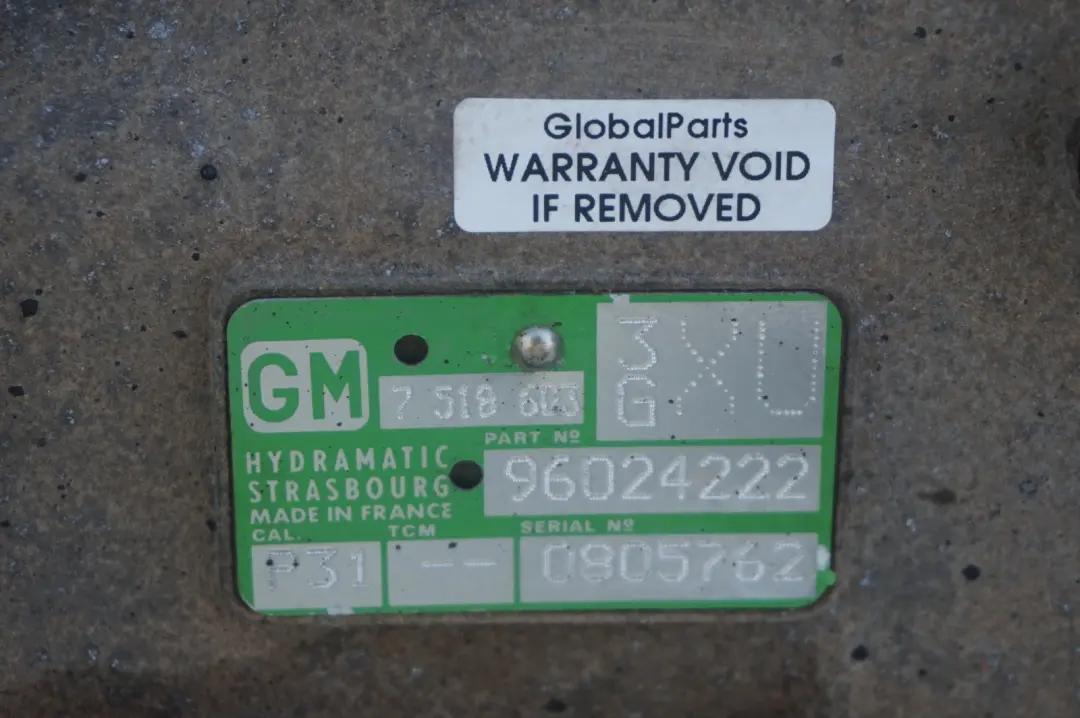 GlobalParts
WARRANTY VOID
IF REMOVED
GM
7 518 603
3G XU
PART Nº
HYDRAMATIC
96024222
STRASBOURG
MADE IN FRANCE
CAL. TCM SERIAL Nº
P31 -- 0805762